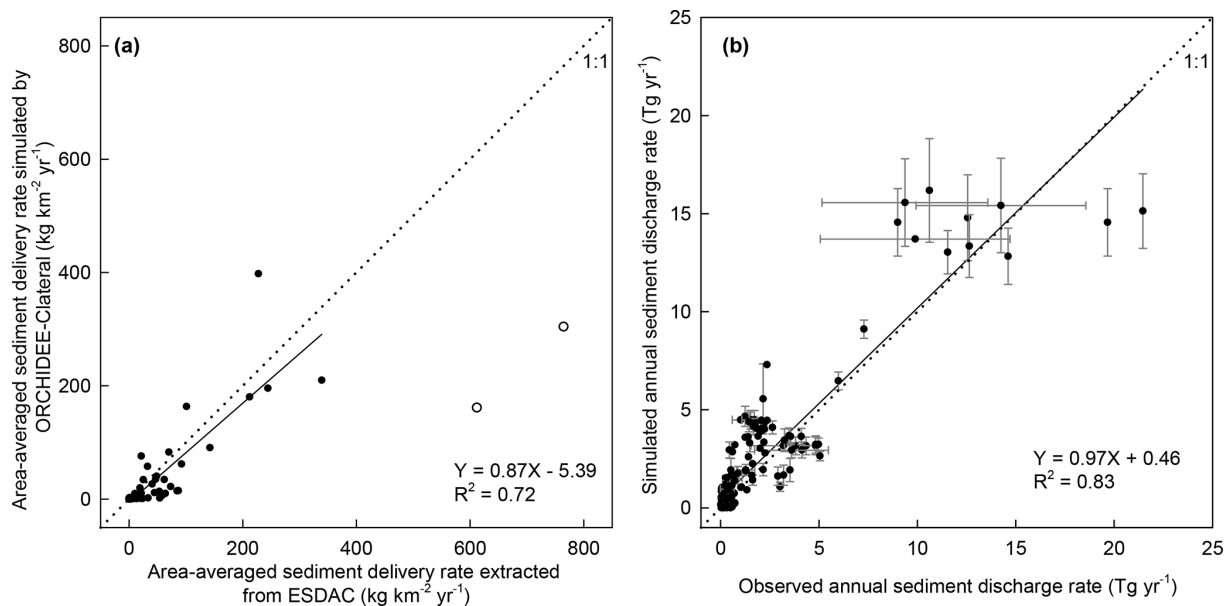 (a)
1:1
Area-averaged sediment delivery rate simulated by
ORCHIDEE-Clateral (kg km⁻² yr⁻¹)
800
600
400
200
0
Y = 0.87X - 5.39
R² = 0.72
0 200 400 600 800
Area-averaged sediment delivery rate extracted
from ESDAC (kg km⁻² yr⁻¹)
(b)
1:1
Simulated annual sediment discharge rate (Tg yr⁻¹)
25
20
15
10
5
0
Y = 0.97X + 0.46
R² = 0.83
0 5 10 15 20 25
Observed annual sediment discharge rate (Tg yr⁻¹)